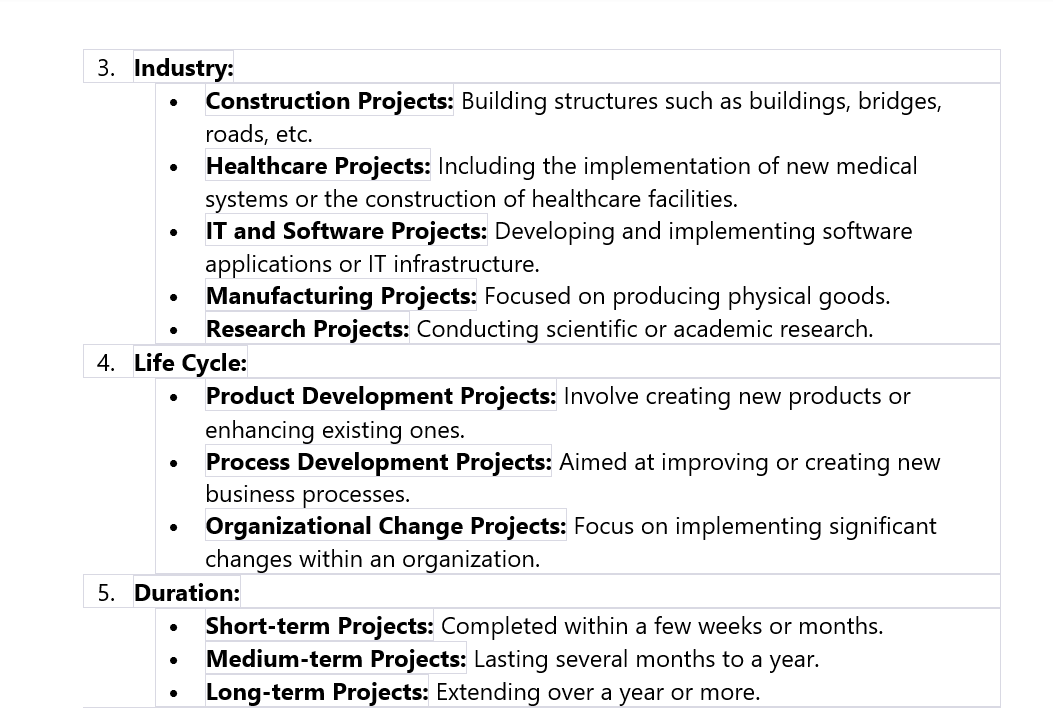 3. Industry:
• Construction Projects: Building structures such as buildings, bridges,
roads, etc.
• Healthcare Projects: Including the implementation of new medical
systems or the construction of healthcare facilities.
• IT and Software Projects: Developing and implementing software
applications or IT infrastructure.
• Manufacturing Projects: Focused on producing physical goods.
• Research Projects: Conducting scientific or academic research.
4. Life Cycle:
• Product Development Projects: Involve creating new products or
enhancing existing ones.
• Process Development Projects: Aimed at improving or creating new
business processes.
• Organizational Change Projects: Focus on implementing significant
changes within an organization.
5. Duration:
• Short-term Projects: Completed within a few weeks or months.
• Medium-term Projects: Lasting several months to a year.
• Long-term Projects: Extending over a year or more.